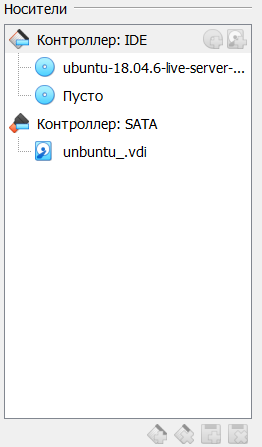 Носители
Контроллер: IDE
ubuntu-18.04.6-live-server-...
Пусто
Контроллер: SATA
unbuntu_.vdi